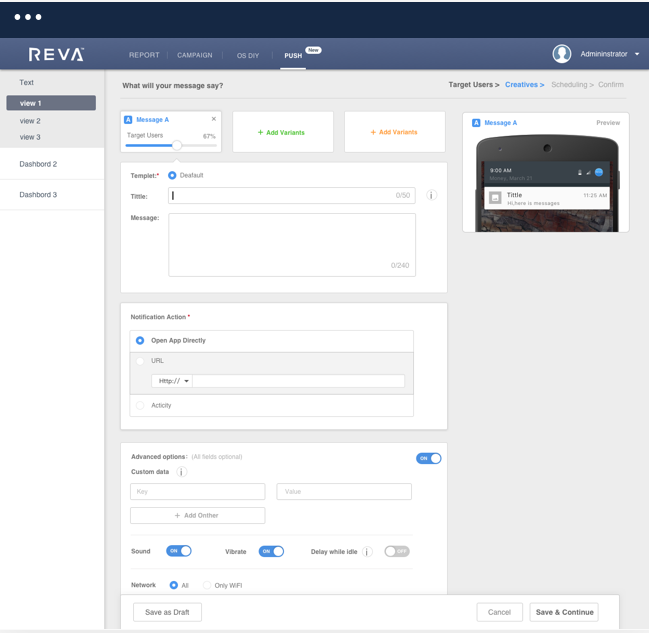 REVA
REPORT
CAMPAIGN
OS DIY
PUSH
New
Admininstrator
Text
view 1
view 2
view 3
Dashbord 2
Dashbord 3
What will your message say?
Target Users > Creatives > Scheduling > Confirm
A Message A ×
Target Users 67%
+ Add Variants
+ Add Variants
A Message A Preview
9:00 AM
Money, March 21
Tittle 11:25 AM
Hi,here is messages
Templet:* Deafault
Tittle: 0/50 i
Message:
0/240
Notification Action *
Open App Directly
URL
Http://
Acticity
Advanced options: (All fields optional) ON
Custom data i
Key Value
+ Add Onther
Sound ON Vibrate ON Delay while idle i OFF
Network All Only WiFI
Save as Draft Cancel Save & Continue